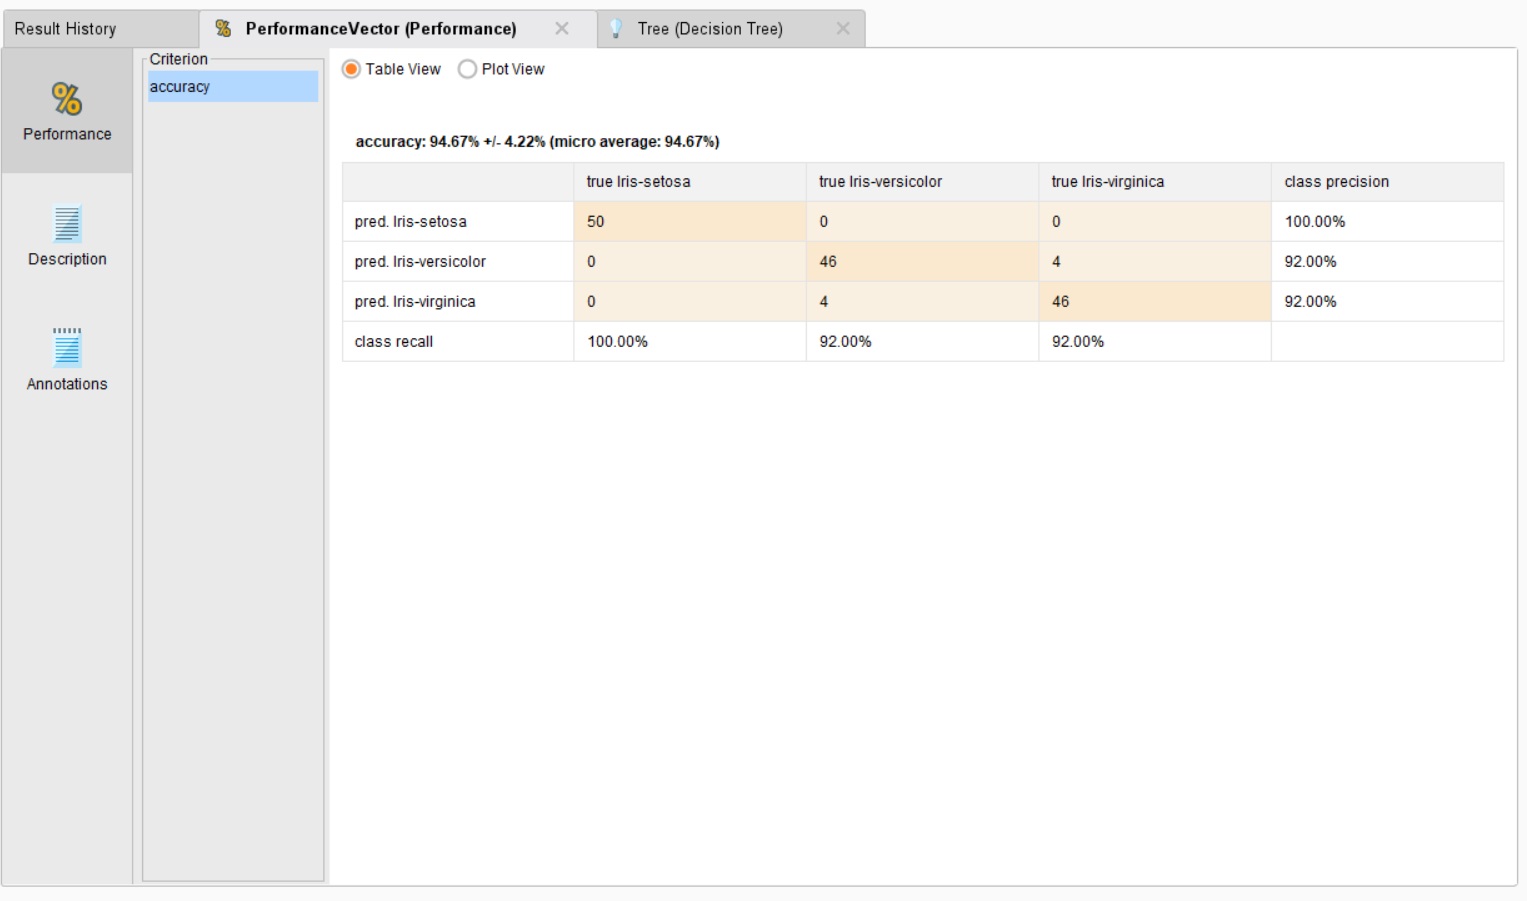 Result History PerformanceVector (Performance) Tree (Decision Tree)
Criterion
accuracy
Performance
Description
Annotations
Table View Plot View
accuracy: 94.67% +/- 4.22% (micro average: 94.67%)
true Iris-setosa true Iris-versicolor true Iris-virginica class precision
pred. Iris-setosa 50 0 0 100.00%
pred. Iris-versicolor 0 46 4 92.00%
pred. Iris-virginica 0 4 46 92.00%
class recall 100.00% 92.00% 92.00%